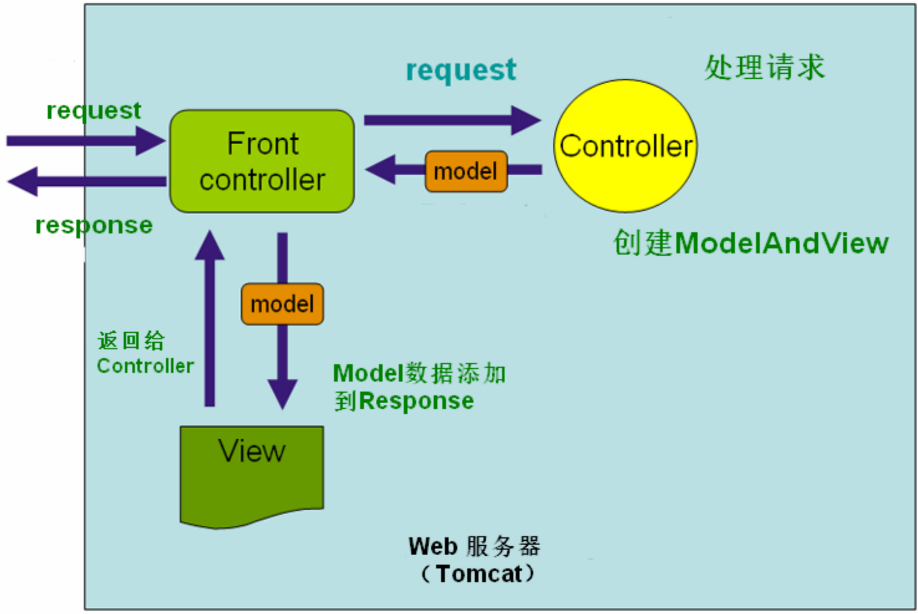 request
处理请求
request
Front
controller
Controller
model
response
创建ModelAndView
model
返回给
Controller
Model数据添加
到Response
View
Web 服务器
（Tomcat）